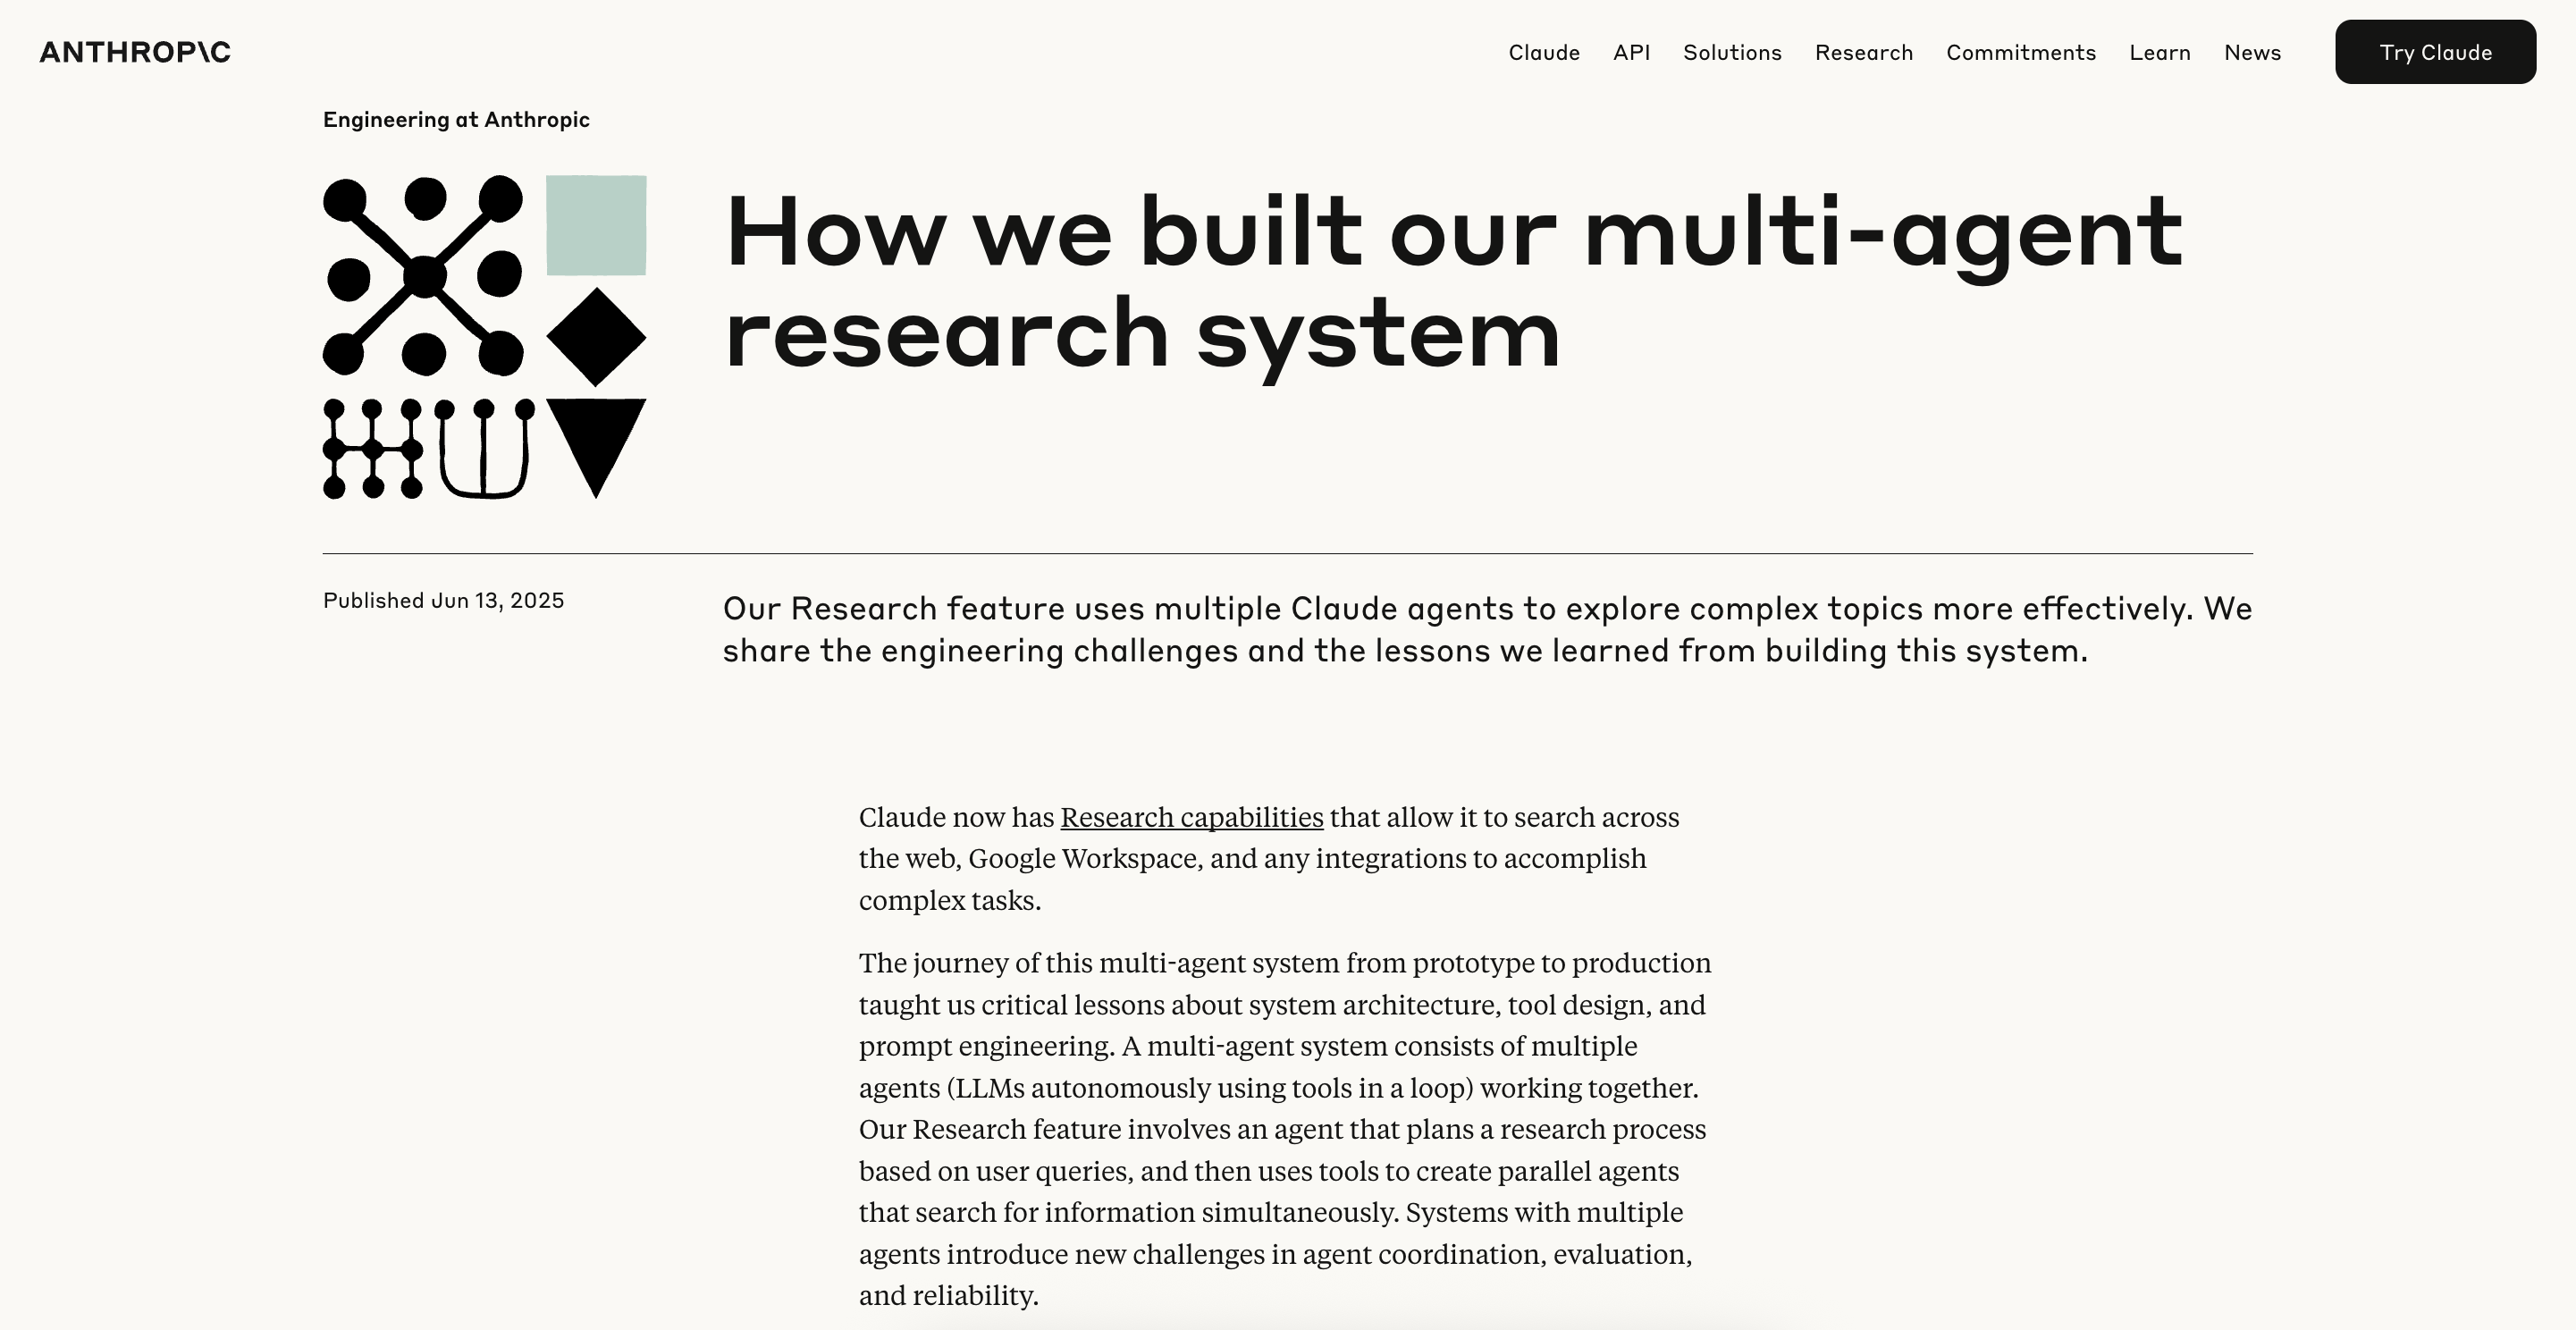 ANTHROP\C
Claude API Solutions Research Commitments Learn News Try Claude
Engineering at Anthropic
How we built our multi-agent
research system
Published Jun 13, 2025
Our Research feature uses multiple Claude agents to explore complex topics more effectively. We
share the engineering challenges and the lessons we learned from building this system.
Claude now has Research capabilities that allow it to search across
the web, Google Workspace, and any integrations to accomplish
complex tasks.
The journey of this multi-agent system from prototype to production
taught us critical lessons about system architecture, tool design, and
prompt engineering. A multi-agent system consists of multiple
agents (LLMs autonomously using tools in a loop) working together.
Our Research feature involves an agent that plans a research process
based on user queries, and then uses tools to create parallel agents
that search for information simultaneously. Systems with multiple
agents introduce new challenges in agent coordination, evaluation,
and reliability.